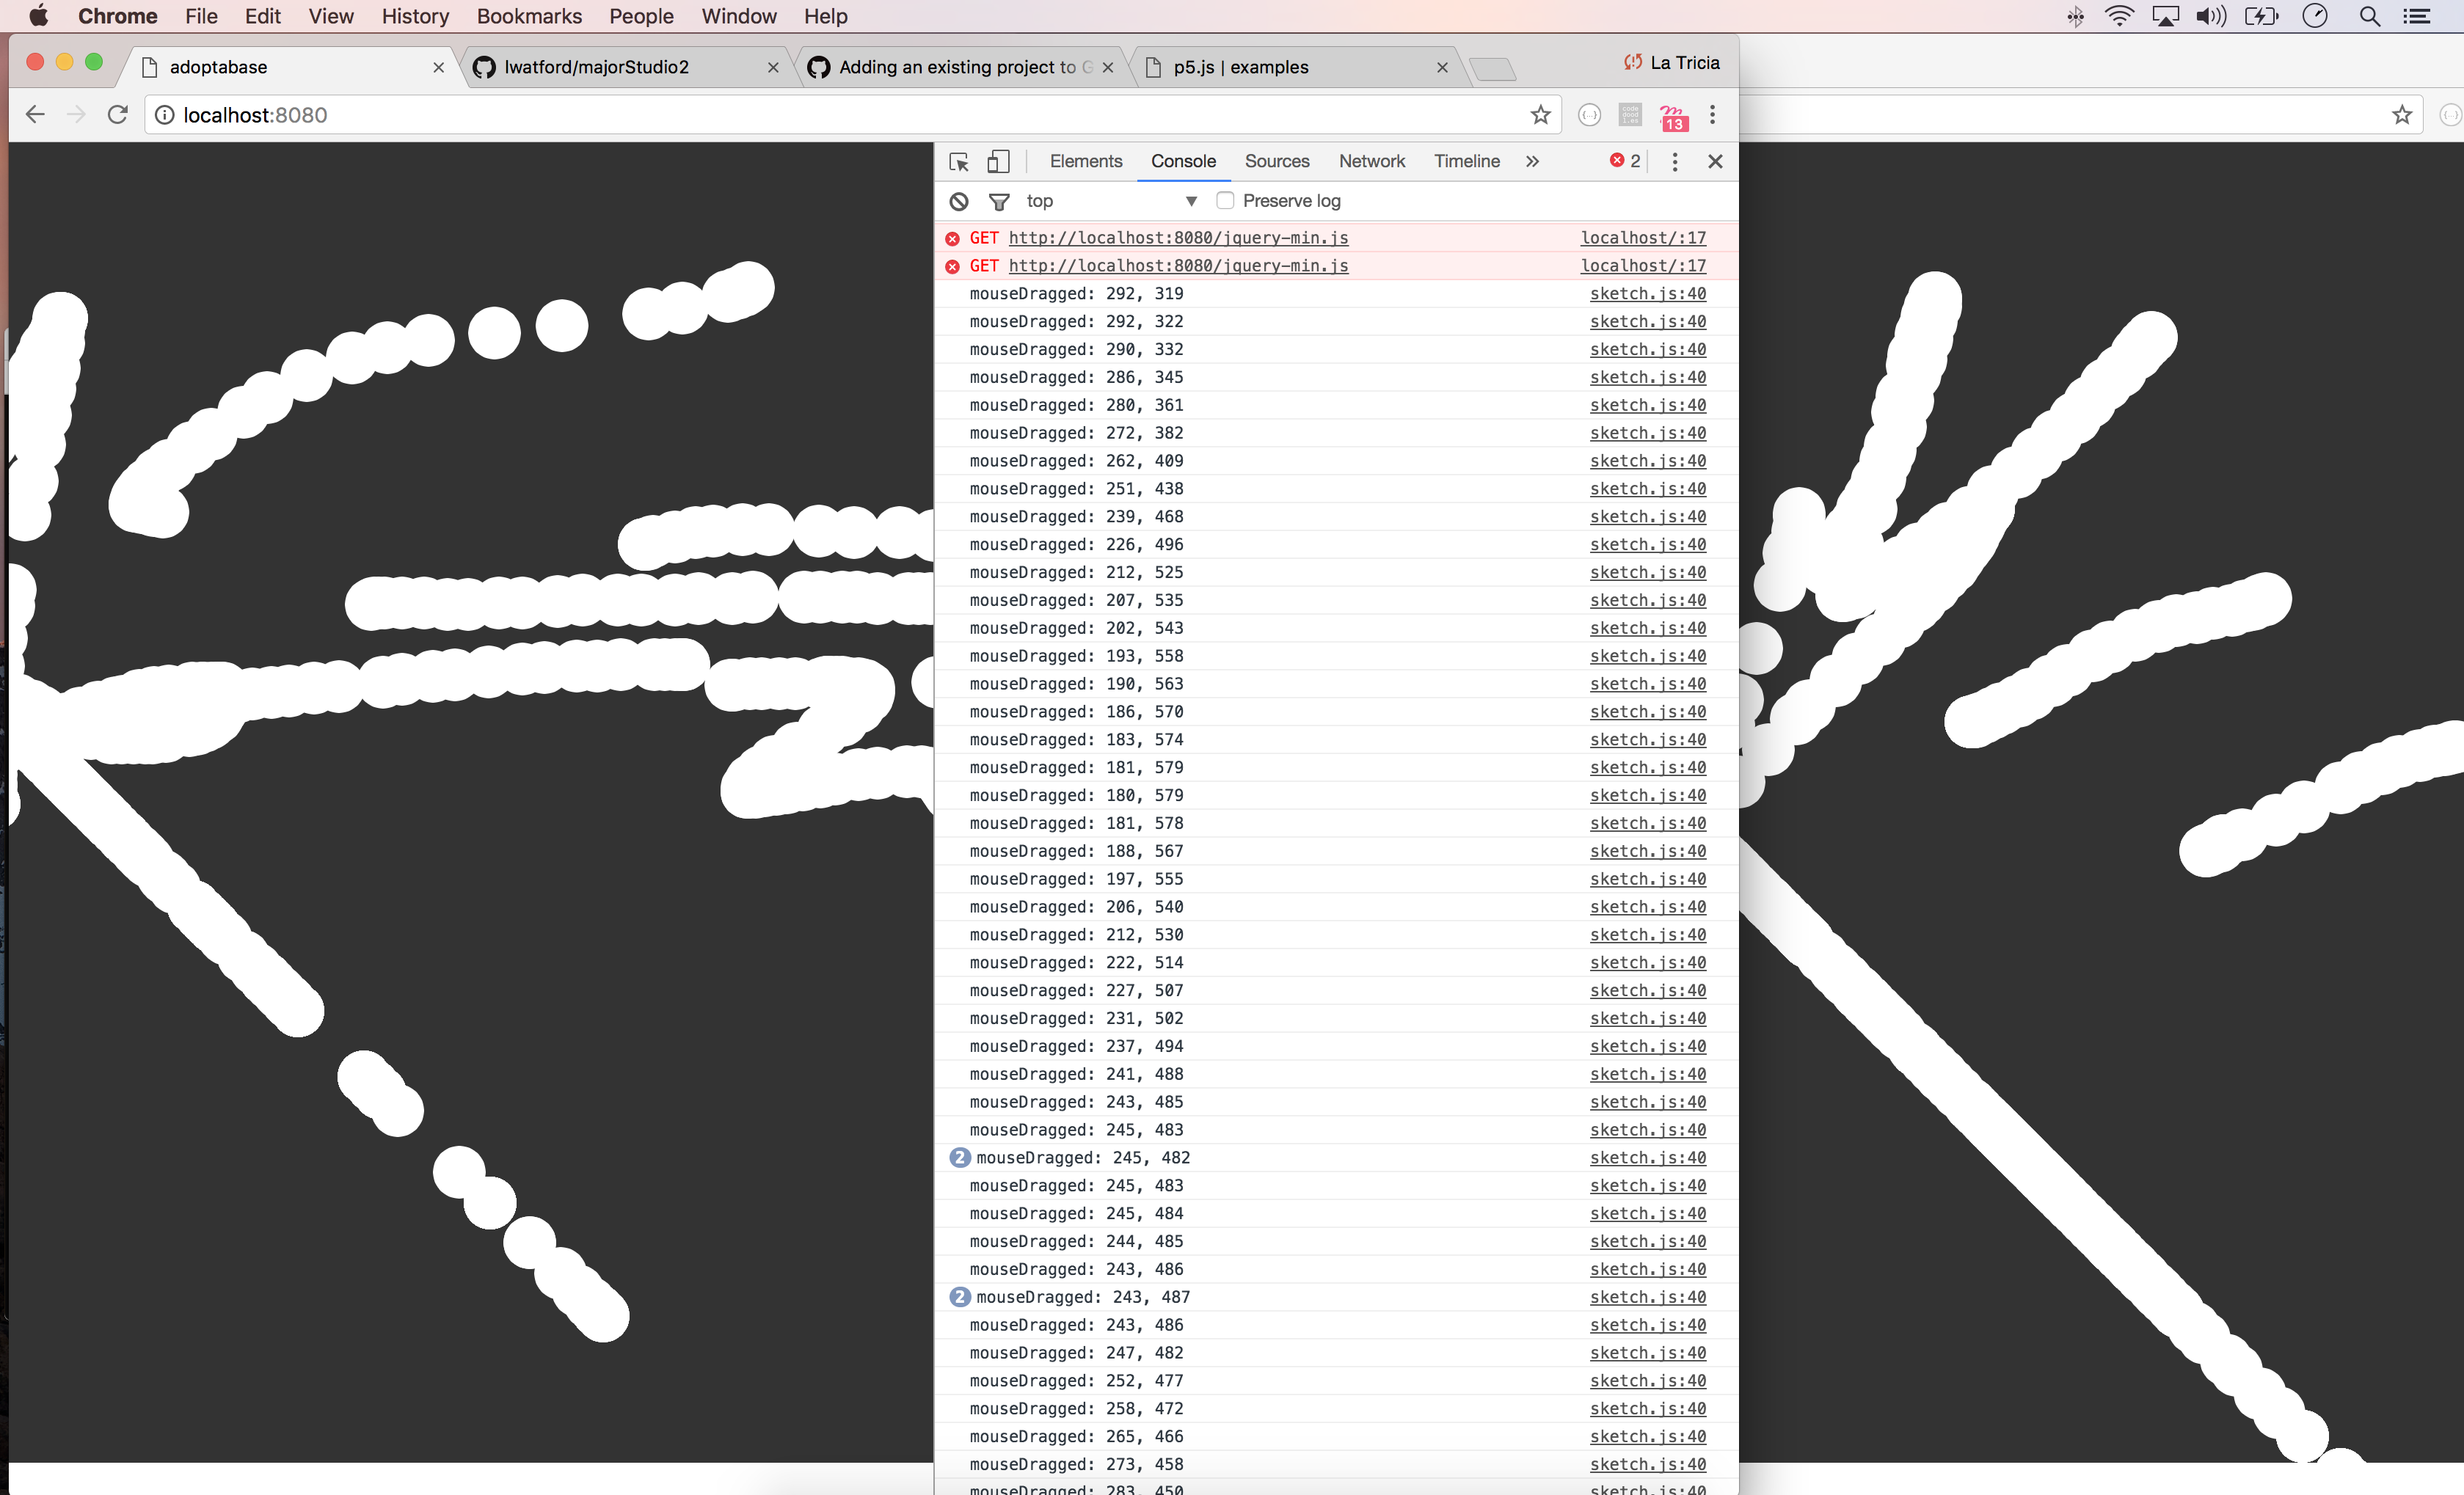 Chrome File Edit View History Bookmarks People Window Help
adoptabase
lwatford/majorStudio2
Adding an existing project to G
p5.js | examples
La Tricia
localhost:8080
13
Elements Console Sources Network Timeline 2
top Preserve log
GET http://localhost:8080/jquery-min.js localhost/:17
GET http://localhost:8080/jquery-min.js localhost/:17
mouseDragged: 292, 319 sketch.js:40
mouseDragged: 292, 322 sketch.js:40
mouseDragged: 290, 332 sketch.js:40
mouseDragged: 286, 345 sketch.js:40
mouseDragged: 280, 361 sketch.js:40
mouseDragged: 272, 382 sketch.js:40
mouseDragged: 262, 409 sketch.js:40
mouseDragged: 251, 438 sketch.js:40
mouseDragged: 239, 468 sketch.js:40
mouseDragged: 226, 496 sketch.js:40
mouseDragged: 212, 525 sketch.js:40
mouseDragged: 207, 535 sketch.js:40
mouseDragged: 202, 543 sketch.js:40
mouseDragged: 193, 558 sketch.js:40
mouseDragged: 190, 563 sketch.js:40
mouseDragged: 186, 570 sketch.js:40
mouseDragged: 183, 574 sketch.js:40
mouseDragged: 181, 579 sketch.js:40
mouseDragged: 180, 579 sketch.js:40
mouseDragged: 181, 578 sketch.js:40
mouseDragged: 188, 567 sketch.js:40
mouseDragged: 197, 555 sketch.js:40
mouseDragged: 206, 540 sketch.js:40
mouseDragged: 212, 530 sketch.js:40
mouseDragged: 222, 514 sketch.js:40
mouseDragged: 227, 507 sketch.js:40
mouseDragged: 231, 502 sketch.js:40
mouseDragged: 237, 494 sketch.js:40
mouseDragged: 241, 488 sketch.js:40
mouseDragged: 243, 485 sketch.js:40
mouseDragged: 245, 483 sketch.js:40
2 mouseDragged: 245, 482 sketch.js:40
mouseDragged: 245, 483 sketch.js:40
mouseDragged: 245, 484 sketch.js:40
mouseDragged: 244, 485 sketch.js:40
mouseDragged: 243, 486 sketch.js:40
2 mouseDragged: 243, 487 sketch.js:40
mouseDragged: 243, 486 sketch.js:40
mouseDragged: 247, 482 sketch.js:40
mouseDragged: 252, 477 sketch.js:40
mouseDragged: 258, 472 sketch.js:40
mouseDragged: 265, 466 sketch.js:40
mouseDragged: 273, 458 sketch.js:40
mouseDragged: 283, 450 sketch.js:40